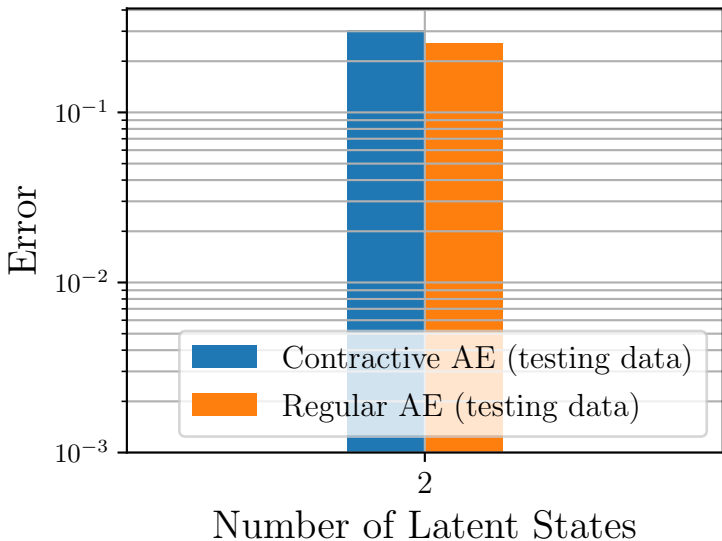 10⁻¹
10⁻²
10⁻³
Error
Contractive AE (testing data)
Regular AE (testing data)
2
Number of Latent States